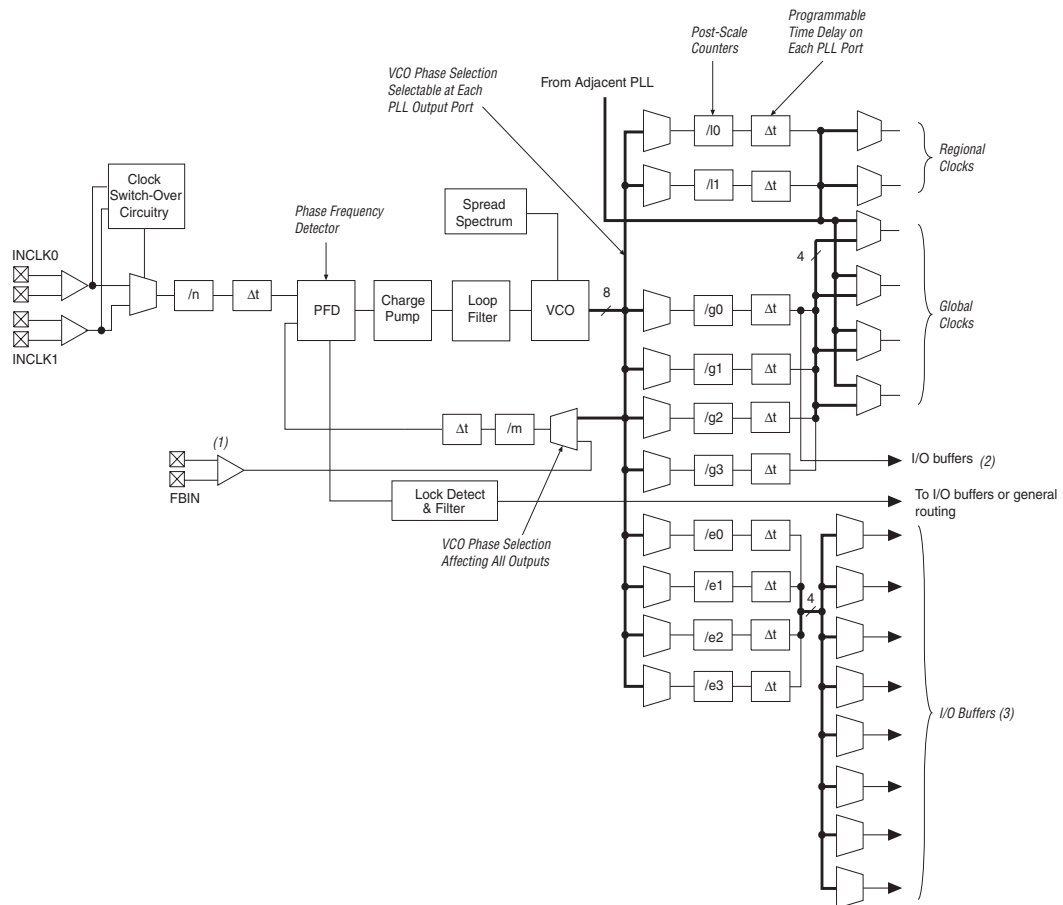 Post-Scale
Counters
Programmable
Time Delay on
Each PLL Port
VCO Phase Selection
Selectable at Each
PLL Output Port
From Adjacent PLL
/l0
Δt
/l1
Δt
Regional
Clocks
Clock
Switch-Over
Circuitry
Phase Frequency
Detector
Spread
Spectrum
INCLK0
INCLK1
/n
Δt
PFD
Charge
Pump
Loop
Filter
VCO
8
/g0
Δt
4
Global
Clocks
/g1
Δt
Δt
/m
/g2
Δt
(1)
FBIN
/g3
Δt
I/O buffers (2)
Lock Detect
& Filter
To I/O buffers or general
routing
VCO Phase Selection
Affecting All Outputs
/e0
Δt
/e1
Δt
4
/e2
Δt
/e3
Δt
I/O Buffers (3)